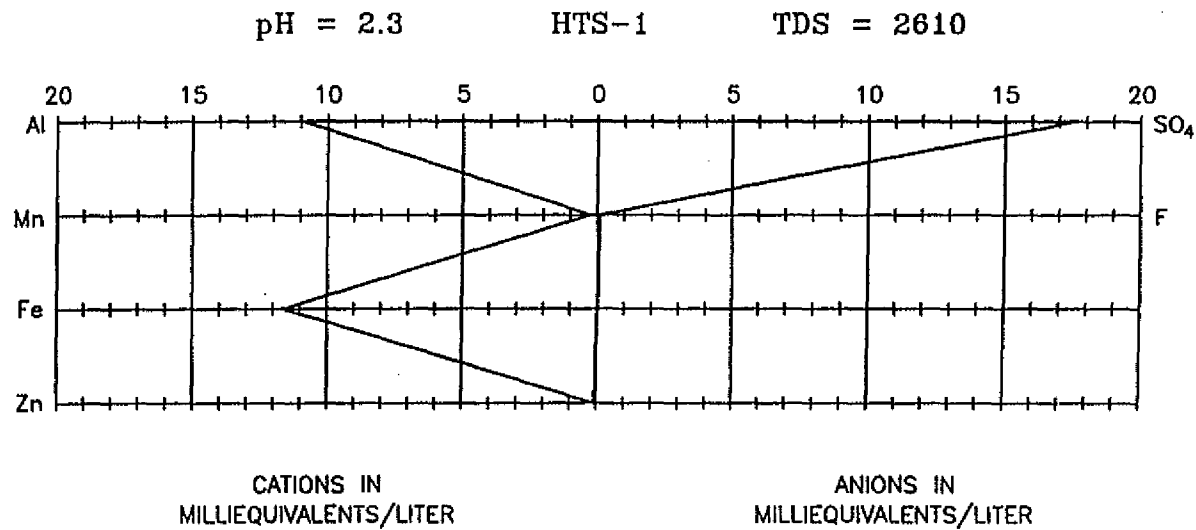 pH = 2.3 HTS-1 TDS = 2610
20 15 10 5 0 5 10 15 20
Al SO₄
Mn F
Fe
Zn
CATIONS IN ANIONS IN
MILLIEQUIVALENTS/LITER MILLIEQUIVALENTS/LITER